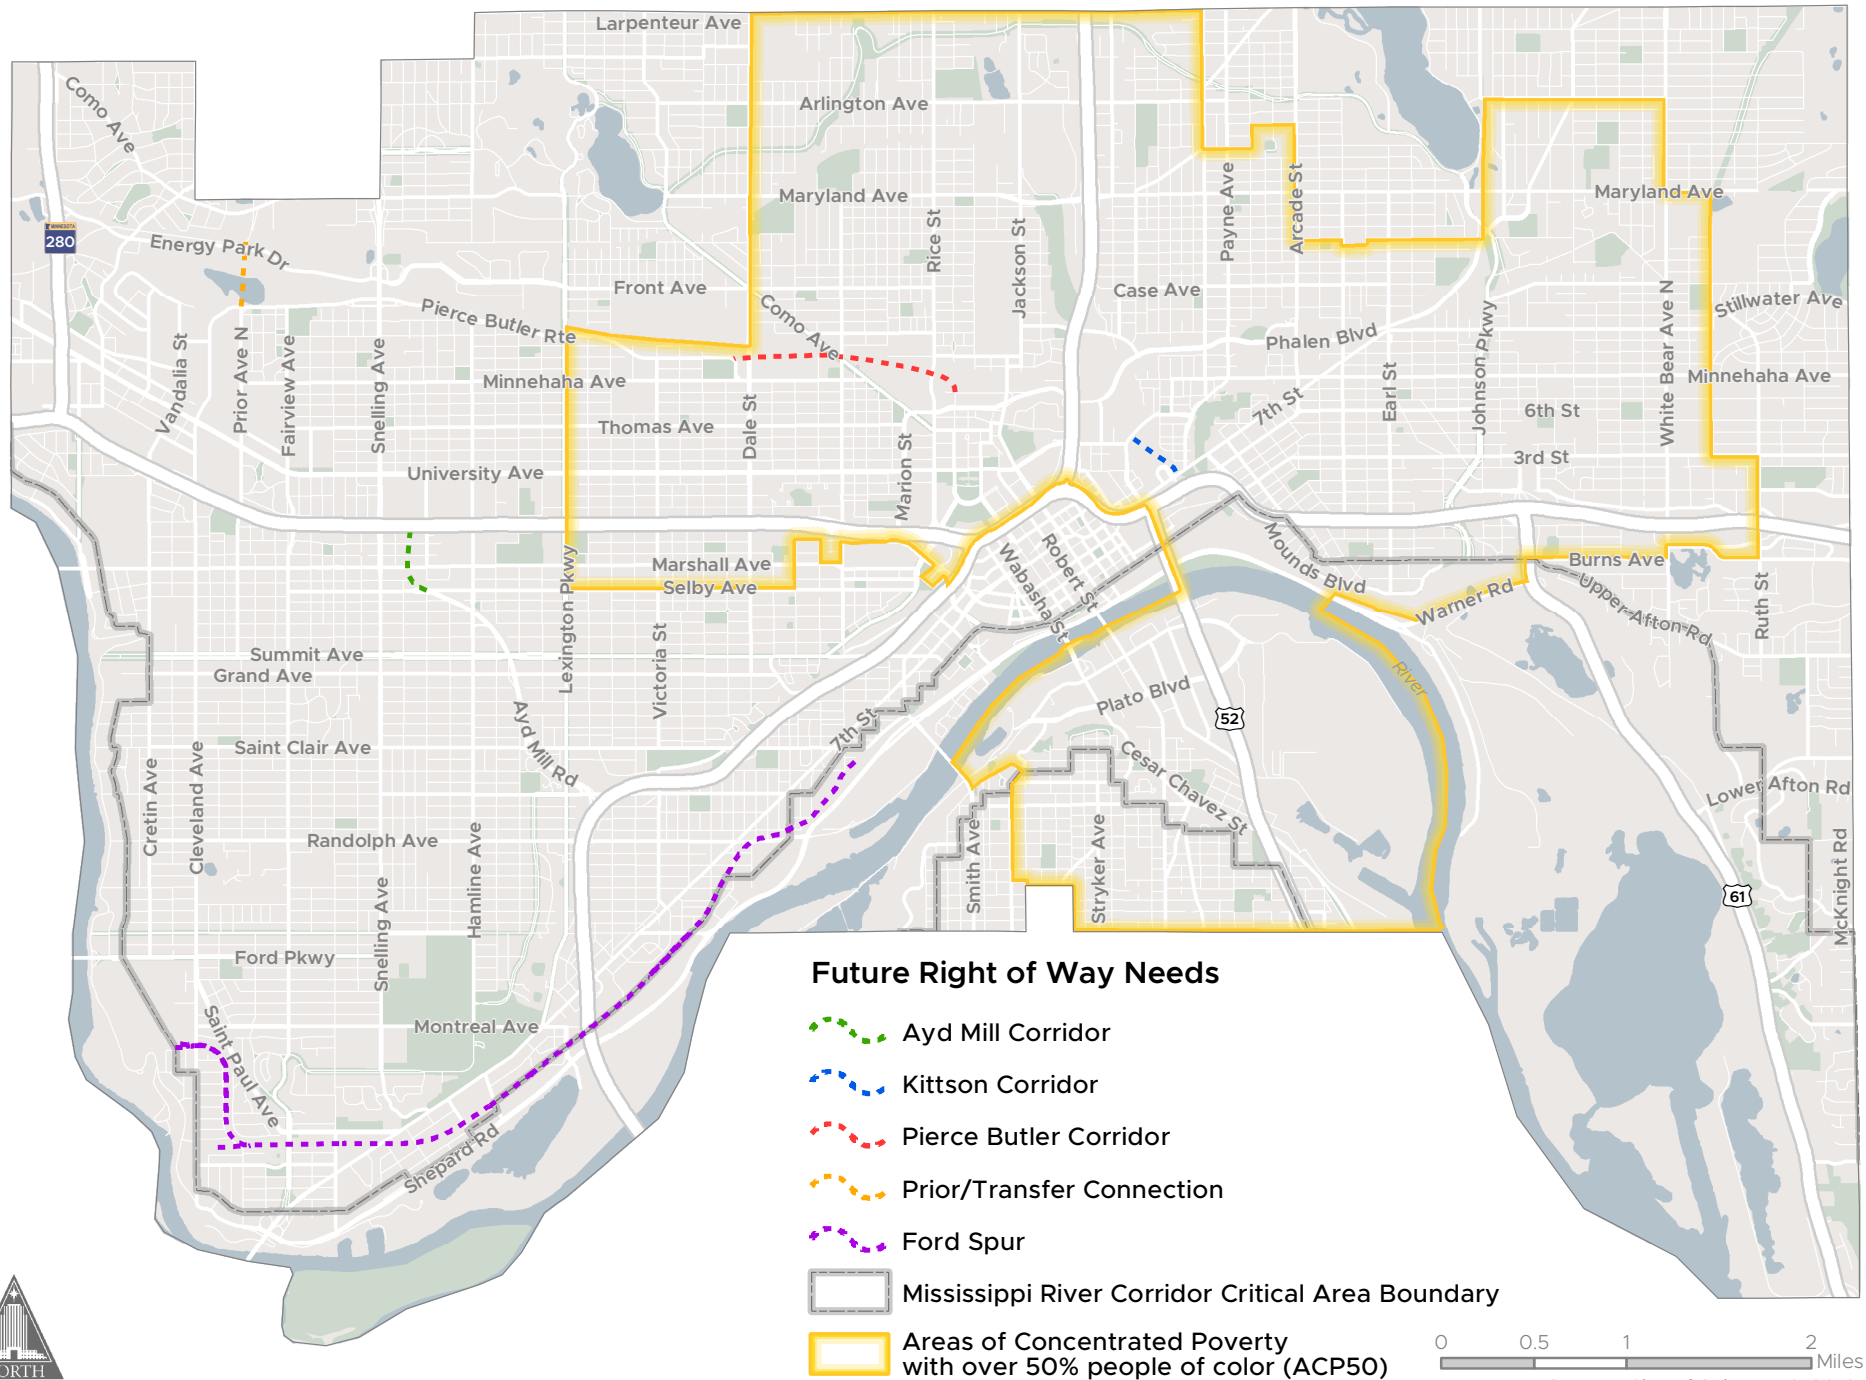 Larpenteur Ave
Como Ave
Arlington Ave
Maryland Ave
Maryland Ave
Payne Ave
Arcade St
Rice St
Jackson St
MINNESOTA
280
Energy Park Dr
Front Ave
Case Ave
Stillwater Ave
Pierce Butler Rte
Como Ave
Phalen Blvd
Johnson Pkwy
White Bear Ave N
Vandalia St
Prior Ave N
Fairview Ave
Snelling Ave
Minnehaha Ave
Minnehaha Ave
Earl St
7th St
6th St
Thomas Ave
Dale St
Marion St
3rd St
University Ave
Marshall Ave
Selby Ave
Lexington Pkwy
Wabasha St
Robert St
Mounds Blvd
Burns Ave
Warner Rd
Upper Afton Rd
Ruth St
Summit Ave
Grand Ave
Victoria St
River
Plato Blvd
52
Ayd Mill Rd
7th St
Saint Clair Ave
Cesar Chavez St
Cretin Ave
Cleveland Ave
Lower Afton Rd
Randolph Ave
Hamline Ave
Smith Ave
Stryker Ave
McKnight Rd
61
Snelling Ave
Ford Pkwy
Montreal Ave
Saint Paul Ave
Shepard Rd
Future Right of Way Needs
Ayd Mill Corridor
Kittson Corridor
Pierce Butler Corridor
Prior/Transfer Connection
Ford Spur
Mississippi River Corridor Critical Area Boundary
Areas of Concentrated Poverty
with over 50% people of color (ACP50)
0 0.5 1 2
Miles